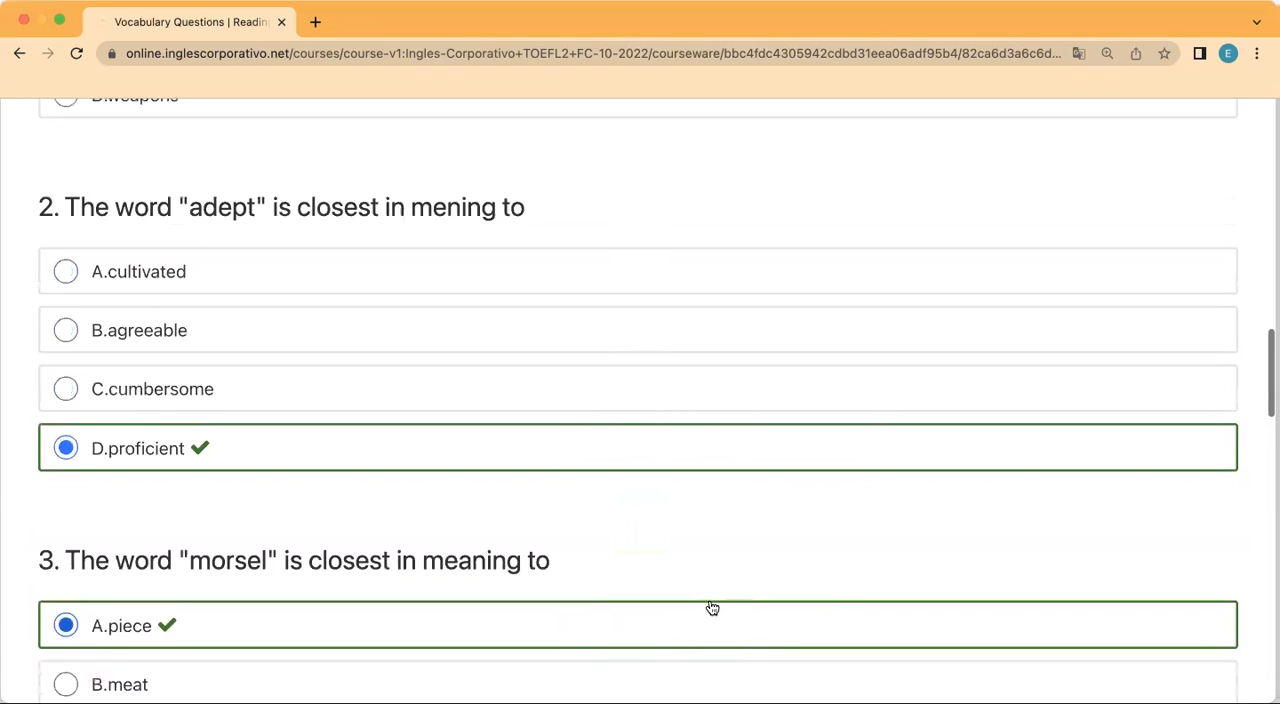 Vocabulary Questions | Readin
online.inglescorporativo.net/courses/course-v1:Ingles-Corporativo+TOEFL2+FC-10-2022/courseware/bbc4fdc4305942cdbd31eea06adf95b4/82ca6d3a6c6d...
E
D.weapons
2. The word "adept" is closest in mening to
A.cultivated
B.agreeable
C.cumbersome
D.proficient
3. The word "morsel" is closest in meaning to
A.piece
B.meat